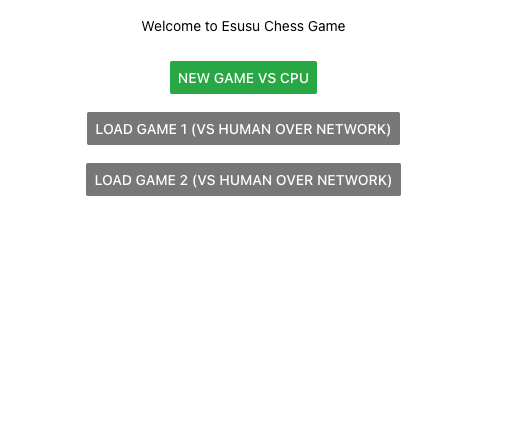 Welcome to Esusu Chess Game
NEW GAME VS CPU
LOAD GAME 1 (VS HUMAN OVER NETWORK)
LOAD GAME 2 (VS HUMAN OVER NETWORK)